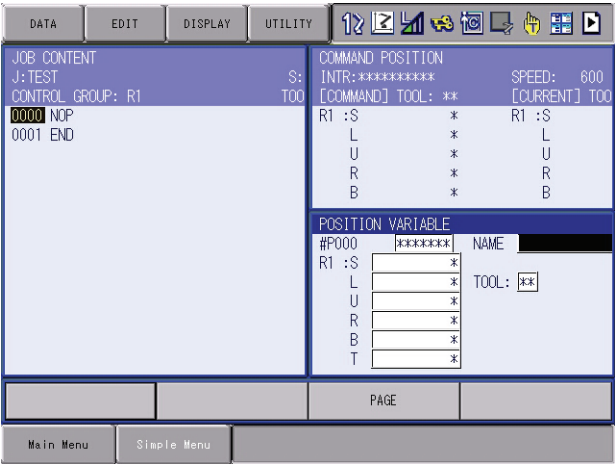 DATA EDIT DISPLAY UTILITY 12
JOB CONTENT
J:TEST S:
CONTROL GROUP: R1 TOO
0000 NOP
0001 END
COMMAND POSITION
INTR:********** SPEED: 600
[COMMAND] TOOL: ** [CURRENT] TOO
R1 :S * R1 :S
L * L
U * U
R * R
B * B
POSITION VARIABLE
#P000 ******* NAME
R1 :S *
L * TOOL: **
U *
R *
B *
T *
PAGE
Main Menu Simple Menu